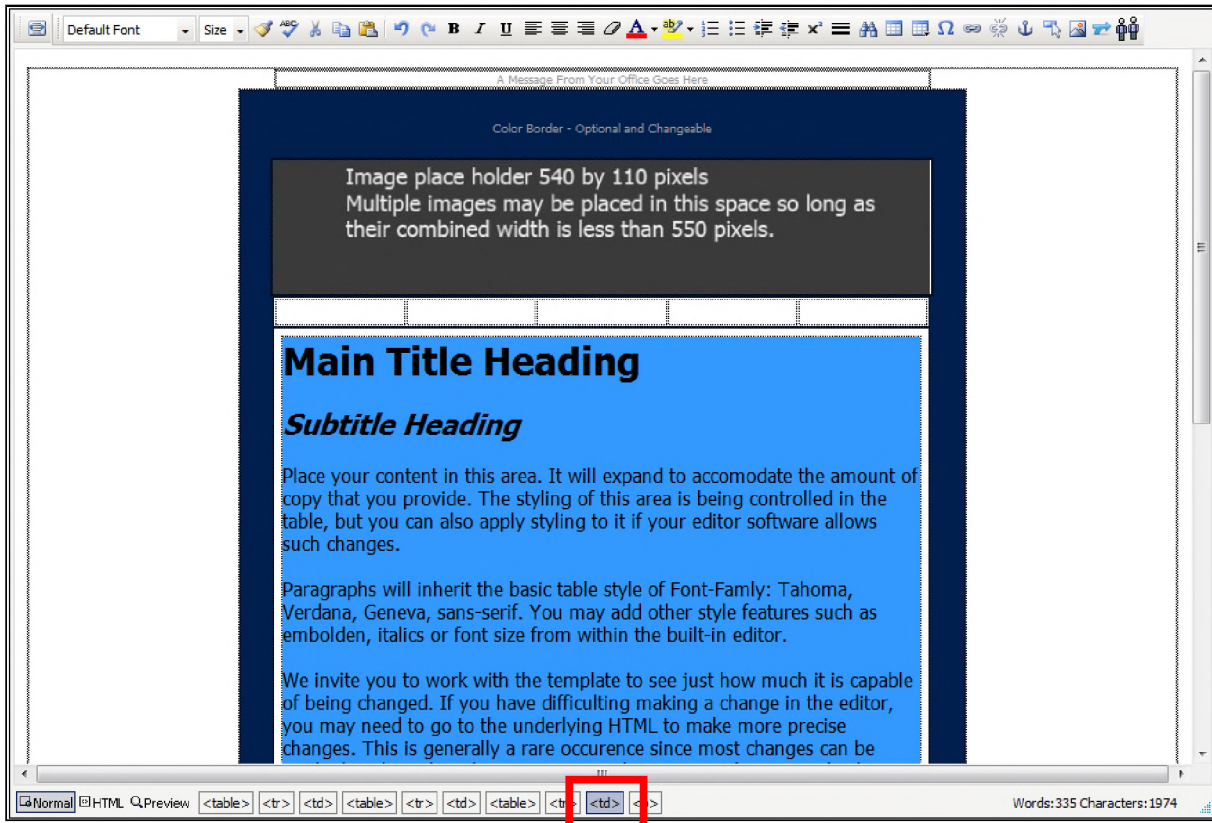 Default Font Size ABC B I U A ab Ω
A Message From Your Office Goes Here
Color Border - Optional and Changeable
Image place holder 540 by 110 pixels
Multiple images may be placed in this space so long as
their combined width is less than 550 pixels.
Main Title Heading
Subtitle Heading
Place your content in this area. It will expand to accomodate the amount of
copy that you provide. The styling of this area is being controlled in the
table, but you can also apply styling to it if your editor software allows
such changes.
Paragraphs will inherit the basic table style of Font-Famly: Tahoma,
Verdana, Geneva, sans-serif. You may add other style features such as
embolden, italics or font size from within the built-in editor.
We invite you to work with the template to see just how much it is capable
of being changed. If you have difficulting making a change in the editor,
you may need to go to the underlying HTML to make more precise
changes. This is generally a rare occurence since most changes can be
Normal HTML Preview <table> <tr> <td> <table> <tr> <td> <table> <td> Words:335 Characters:1974